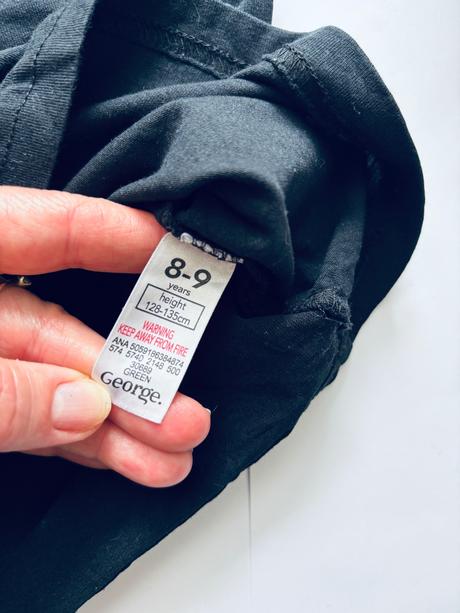 8-9
years
height
128-135cm
WARNING
KEEP AWAY FROM FIRE
ANA 5059186384874
574 5740 2148 500
30689
GREEN
George.